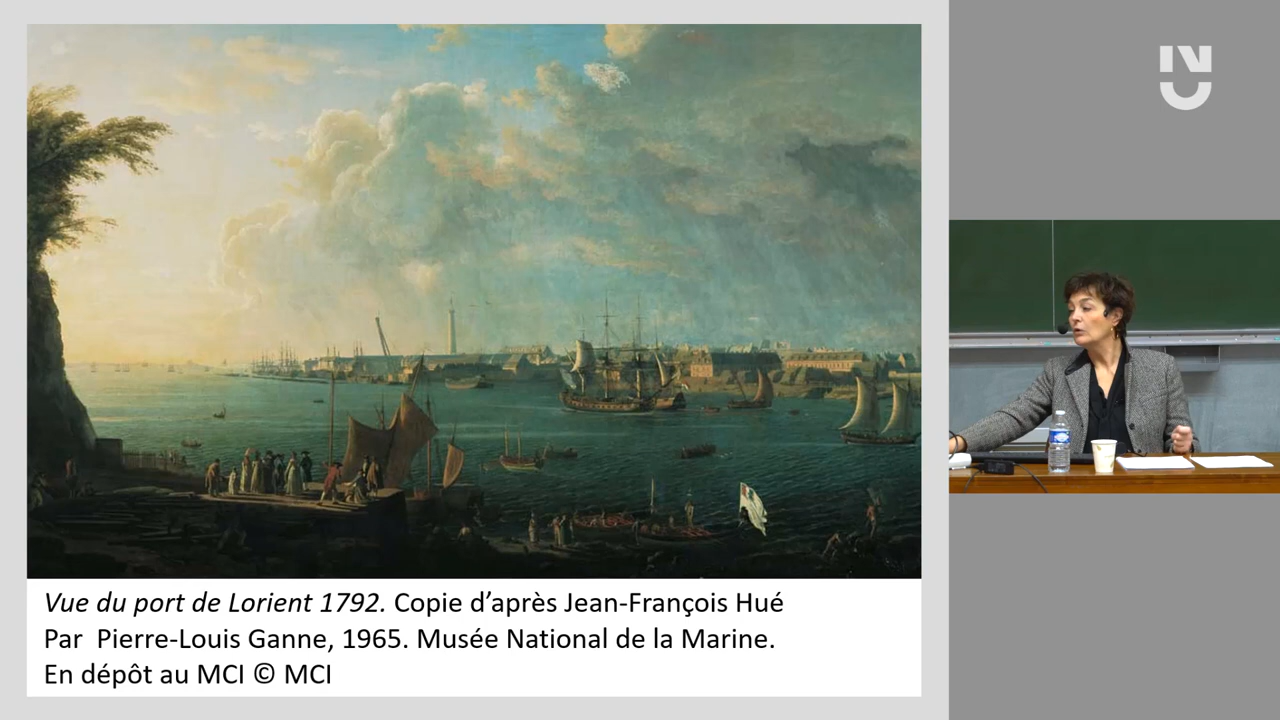 Vue du port de Lorient 1792. Copie d’après Jean-François Hué
Par Pierre-Louis Ganne, 1965. Musée National de la Marine.
En dépôt au MCI © MCI